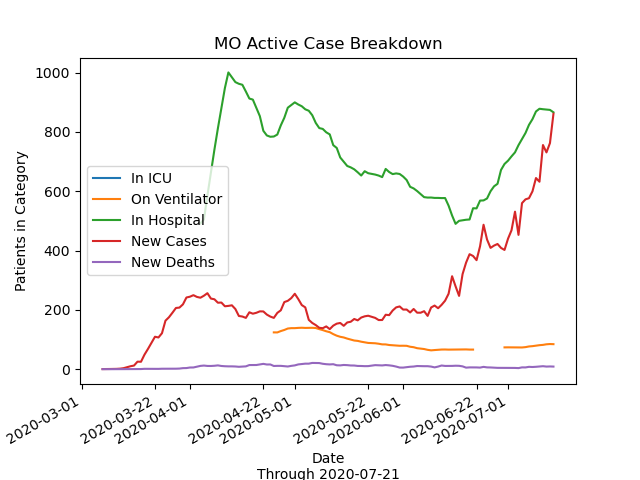 MO Active Case Breakdown
Patients in Category
1000
800
600
400
200
0
In ICU
On Ventilator
In Hospital
New Cases
New Deaths
2020-03-01
2020-03-22
2020-04-01
2020-04-22
2020-05-01
2020-05-22
2020-06-01
2020-06-22
2020-07-01
Date
Through 2020-07-21